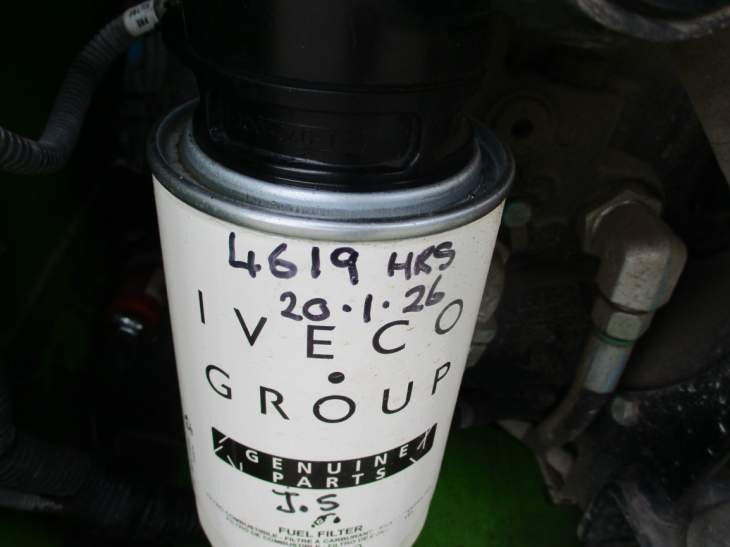 4619 HRS
20.1.26
IVECO
GROUP
GENUINE
PARTS
J.S
FUEL FILTER